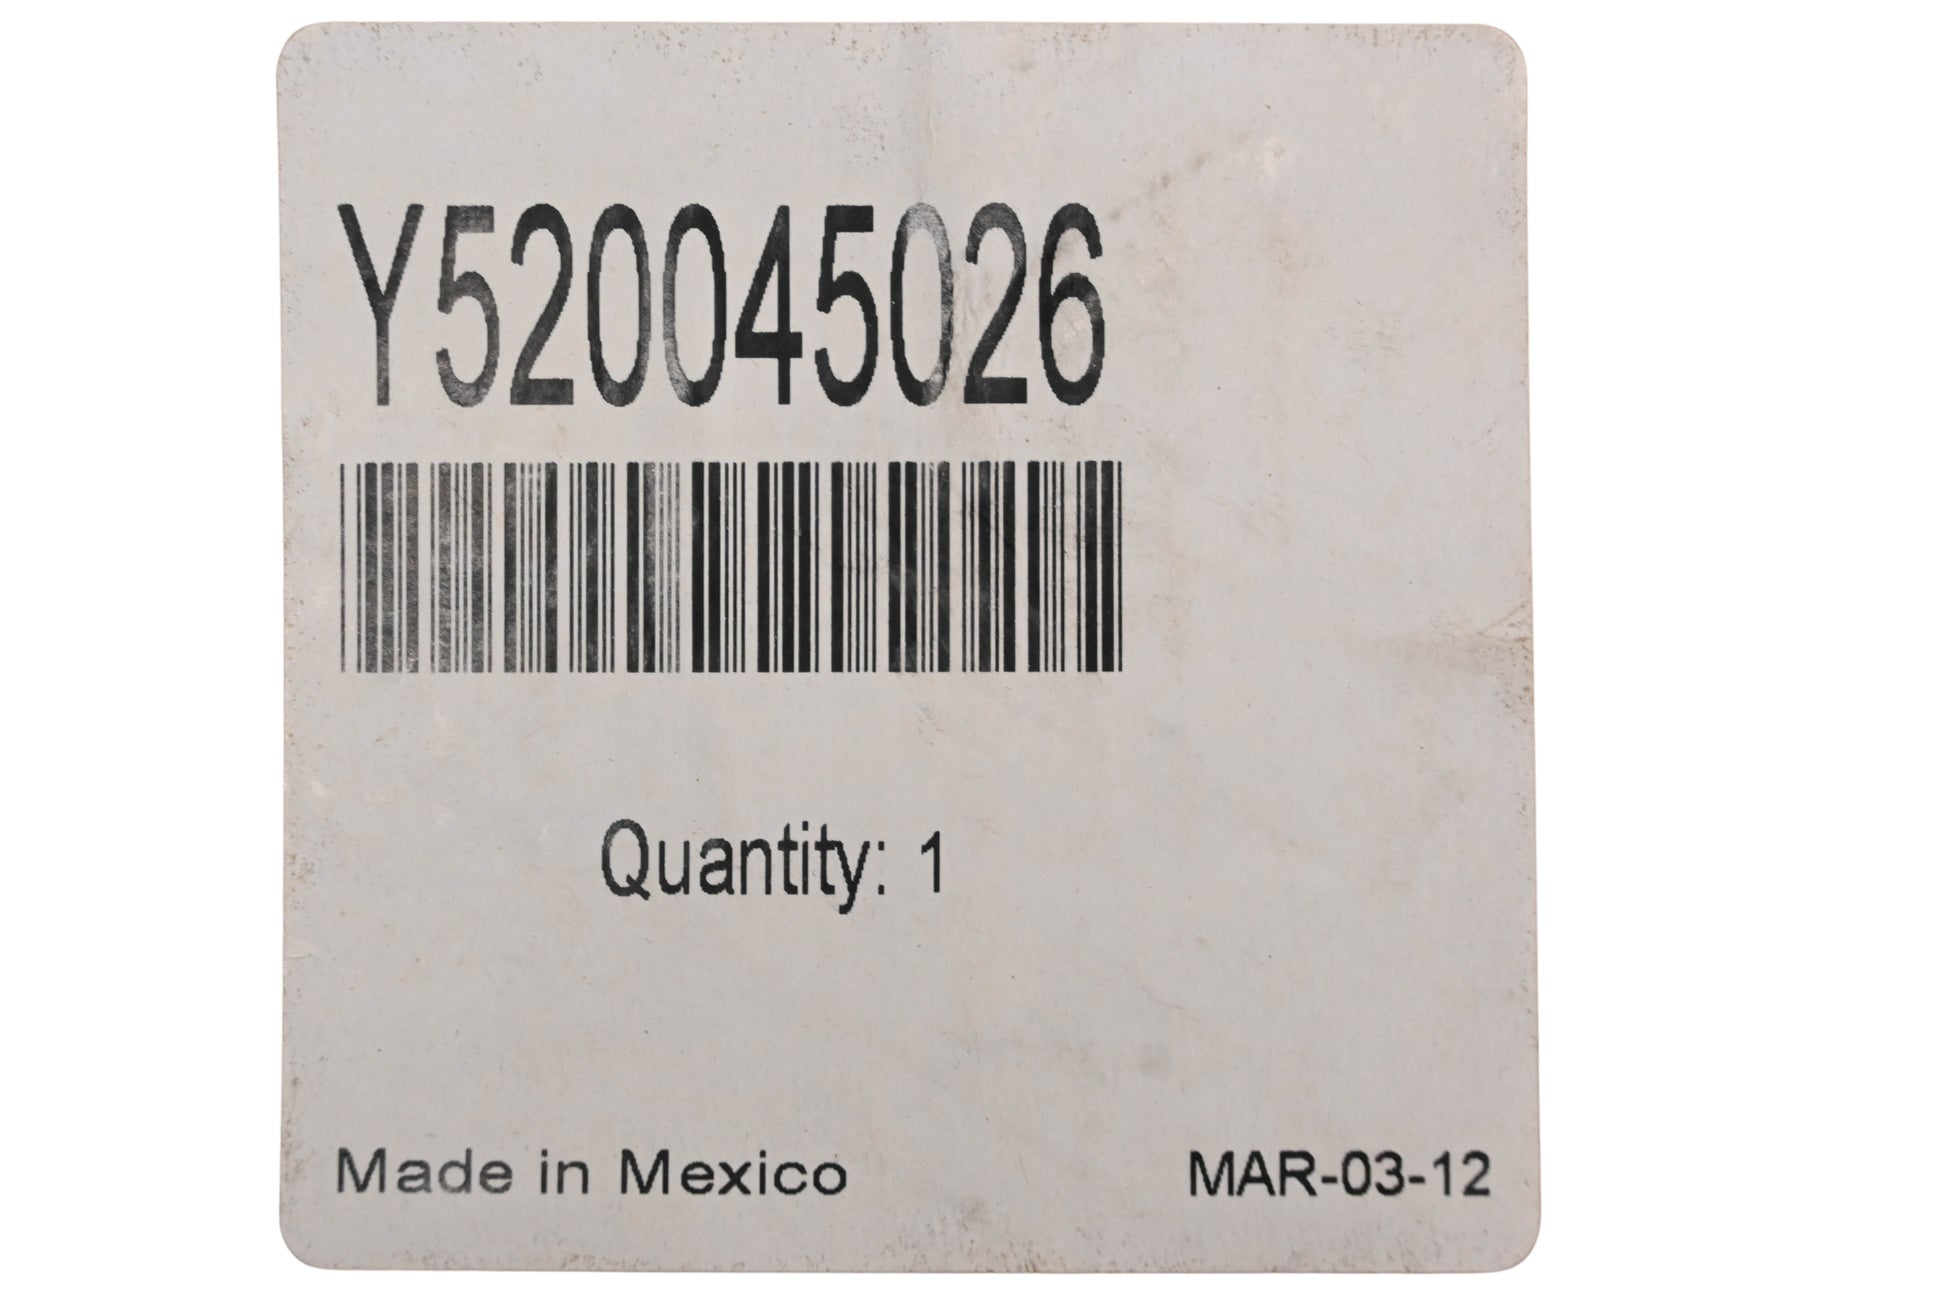 Y520045026
Quantity: 1
Made in Mexico
MAR-03-12